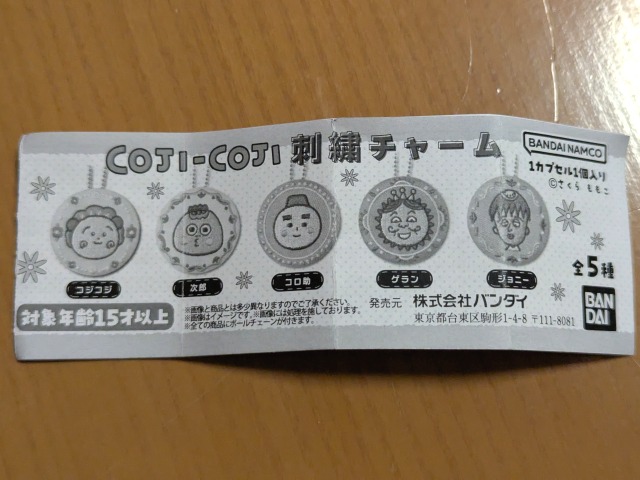 COJI-COJI 刺繍チャーム
BANDAI NAMCO
1カプセル1個入り
©さくら ももこ
コジコジ
次郎
コロ助
ゲラン
ジョニー
全5種
対象年齢15才以上
※画像と商品とは多少異なりますのでご了承ください。
※画像はイメージです。※画像には処理を施しております。
※全ての商品にボールチェーンが付きます。
発売元 株式会社バンダイ
東京都台東区駒形1-4-8 〒111-8081
BANDAI